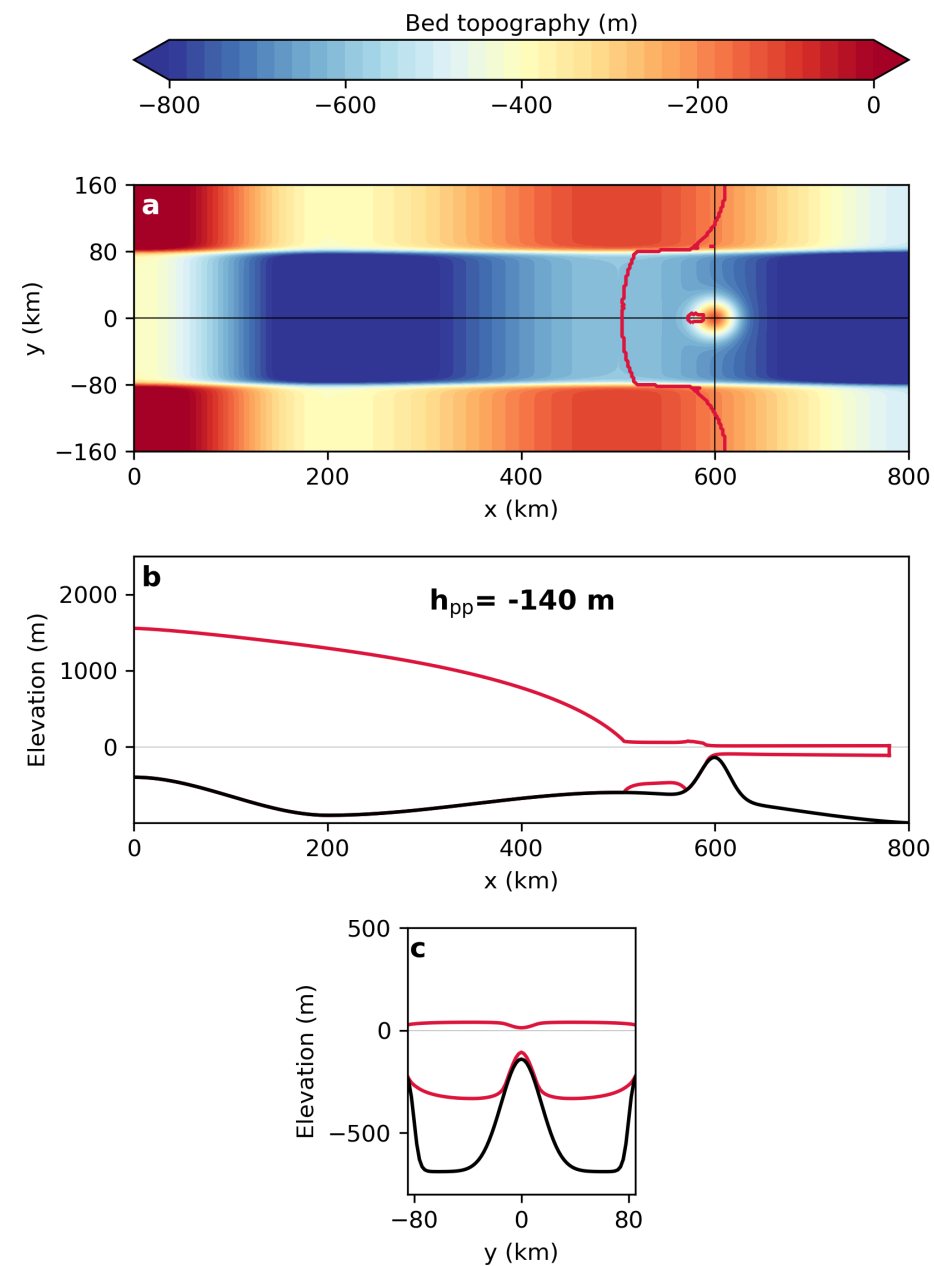 Bed topography (m)
−800 −600 −400 −200 0
a
160
80
0
−80
−160
y (km)
0 200 400 600 800
x (km)
b
h_pp= -140 m
2000
1000
0
Elevation (m)
0 200 400 600 800
x (km)
c
500
0
−500
Elevation (m)
−80 0 80
y (km)